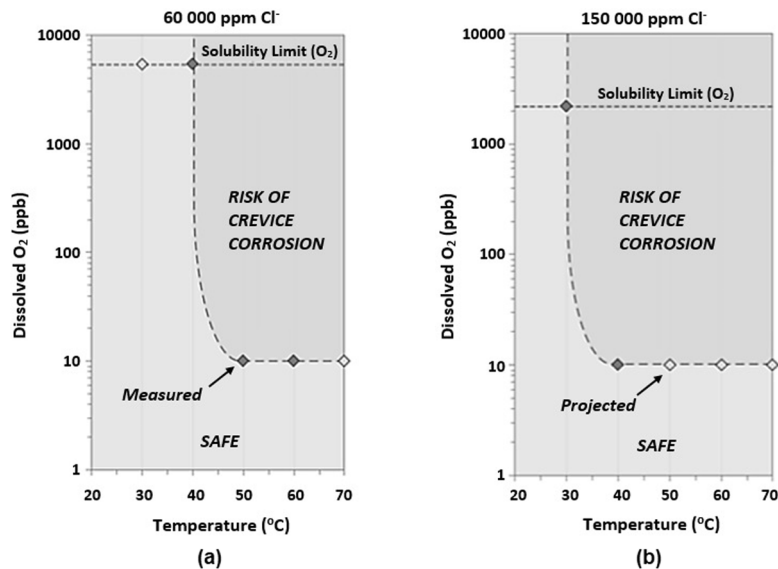 60 000 ppm Cl-
10000
1000
100
10
1
Dissolved O2 (ppb)
Solubility Limit (O2)
RISK OF
CREVICE
CORROSION
Measured
SAFE
20 30 40 50 60 70
Temperature (oC)
(a)
150 000 ppm Cl-
10000
1000
100
10
1
Dissolved O2 (ppb)
Solubility Limit (O2)
RISK OF
CREVICE
CORROSION
Projected
SAFE
20 30 40 50 60 70
Temperature (oC)
(b)